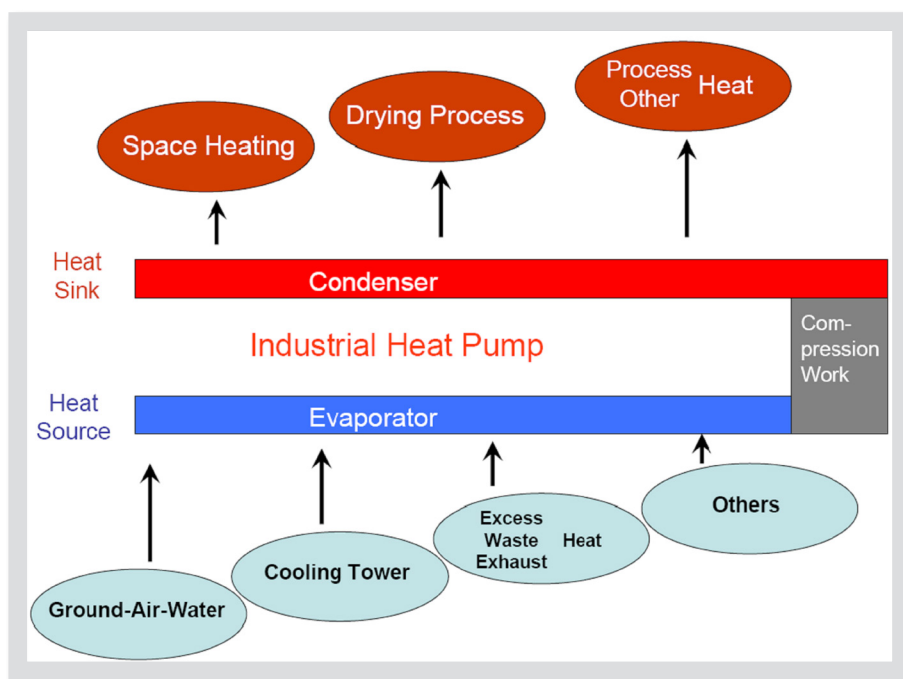 Process
Other Heat
Drying Process
Space Heating
Heat
Sink
Condenser
Industrial Heat Pump
Com-
pression
Work
Heat
Source
Evaporator
Excess
Waste Heat
Exhaust
Others
Cooling Tower
Ground-Air-Water